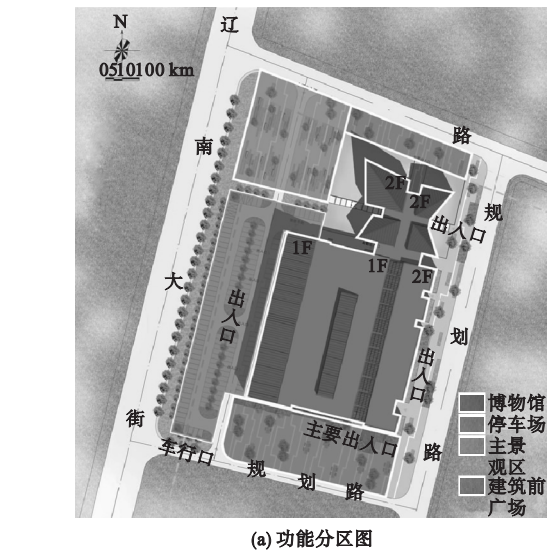 N
0510100 km
辽
南
大
街
路
规
划
路
2F
2F
出入口
1F
1F
2F
出入口
出入口
主要出入口
车行口
规划路
博物馆
停车场
主景
观区
建筑前
广场
(a) 功能分区图